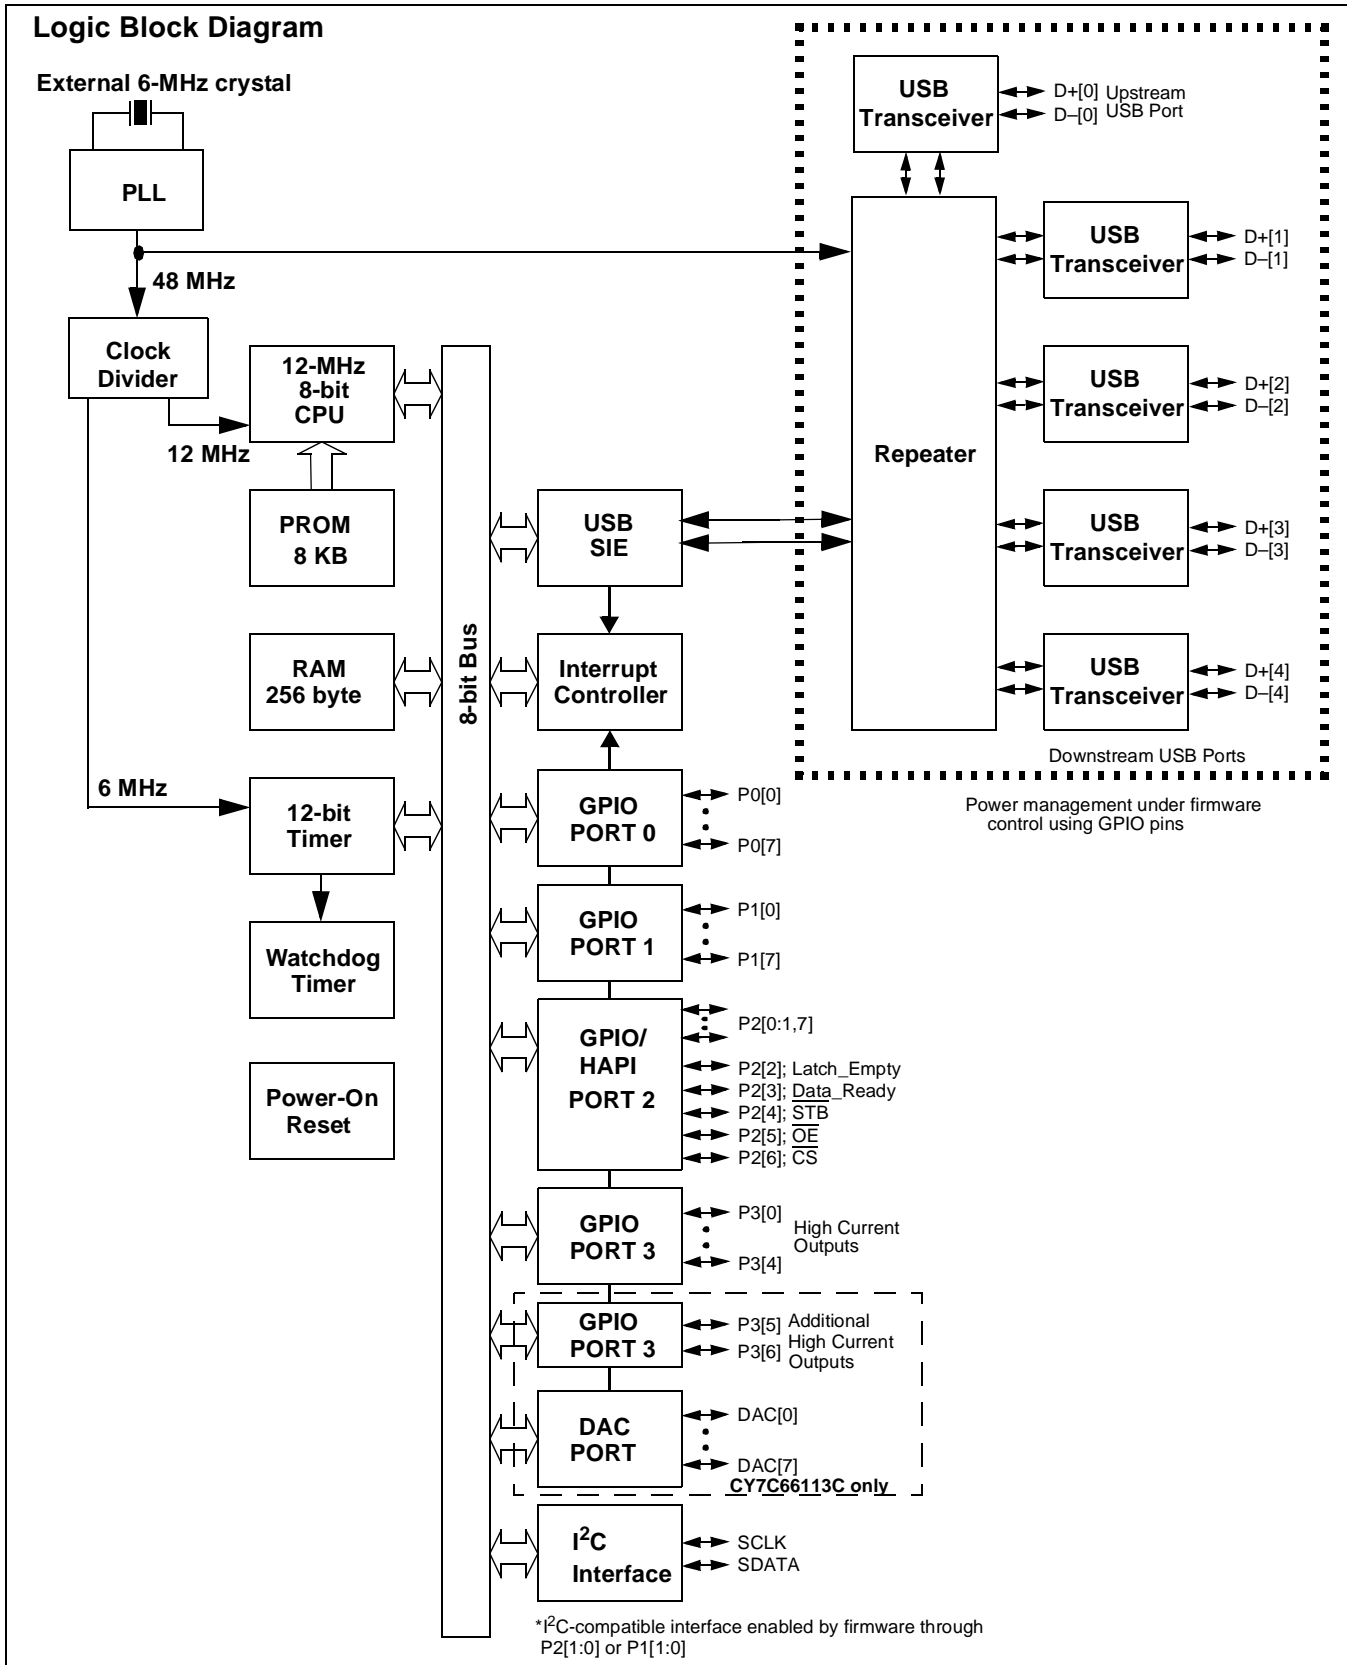 Logic Block Diagram
External 6-MHz crystal
PLL
48 MHz
Clock
Divider
12-MHz
8-bit
CPU
12 MHz
PROM
8 KB
RAM
256 byte
6 MHz
12-bit
Timer
Watchdog
Timer
Power-On
Reset
8-bit Bus
USB
SIE
Interrupt
Controller
GPIO
PORT 0
P0[0]
P0[7]
GPIO
PORT 1
P1[0]
P1[7]
GPIO/
HAPI
PORT 2
P2[0:1,7]
P2[2]; Latch_Empty
P2[3]; Data_Ready
P2[4]; S̅T̅B̅
P2[5]; O̅E̅
P2[6]; C̅S̅
GPIO
PORT 3
P3[0]
P3[4]
High Current
Outputs
GPIO
PORT 3
P3[5]
P3[6]
Additional
High Current
Outputs
DAC
PORT
DAC[0]
DAC[7]
CY7C66113C only
I²C
Interface
SCLK
SDATA
*I²C-compatible interface enabled by firmware through
P2[1:0] or P1[1:0]
USB
Transceiver
D+[0]
D–[0]
Upstream
USB Port
Repeater
USB
Transceiver
D+[1]
D–[1]
USB
Transceiver
D+[2]
D–[2]
USB
Transceiver
D+[3]
D–[3]
USB
Transceiver
D+[4]
D–[4]
Downstream USB Ports
Power management under firmware
control using GPIO pins